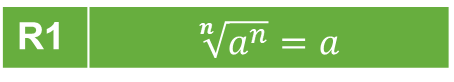 R1
ⁿ√aⁿ = a